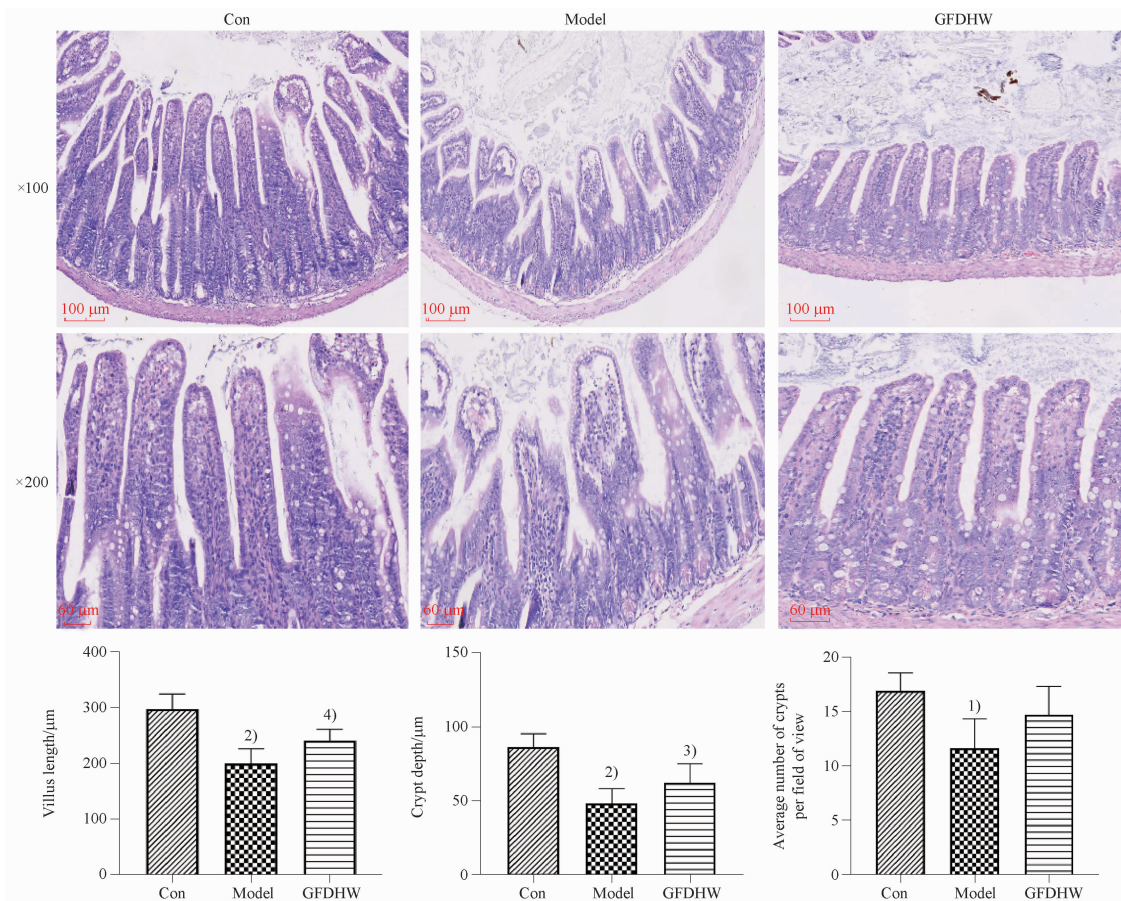 Con Model GFDHW
×100
100 μm 100 μm 100 μm
×200
60 μm 60 μm 60 μm
Villus length/μm
400
300
200
100
0
2)
4)
Con Model GFDHW
Crypt depth/μm
150
100
50
0
2)
3)
Con Model GFDHW
Average number of crypts
per field of view
20
15
10
5
0
1)
Con Model GFDHW